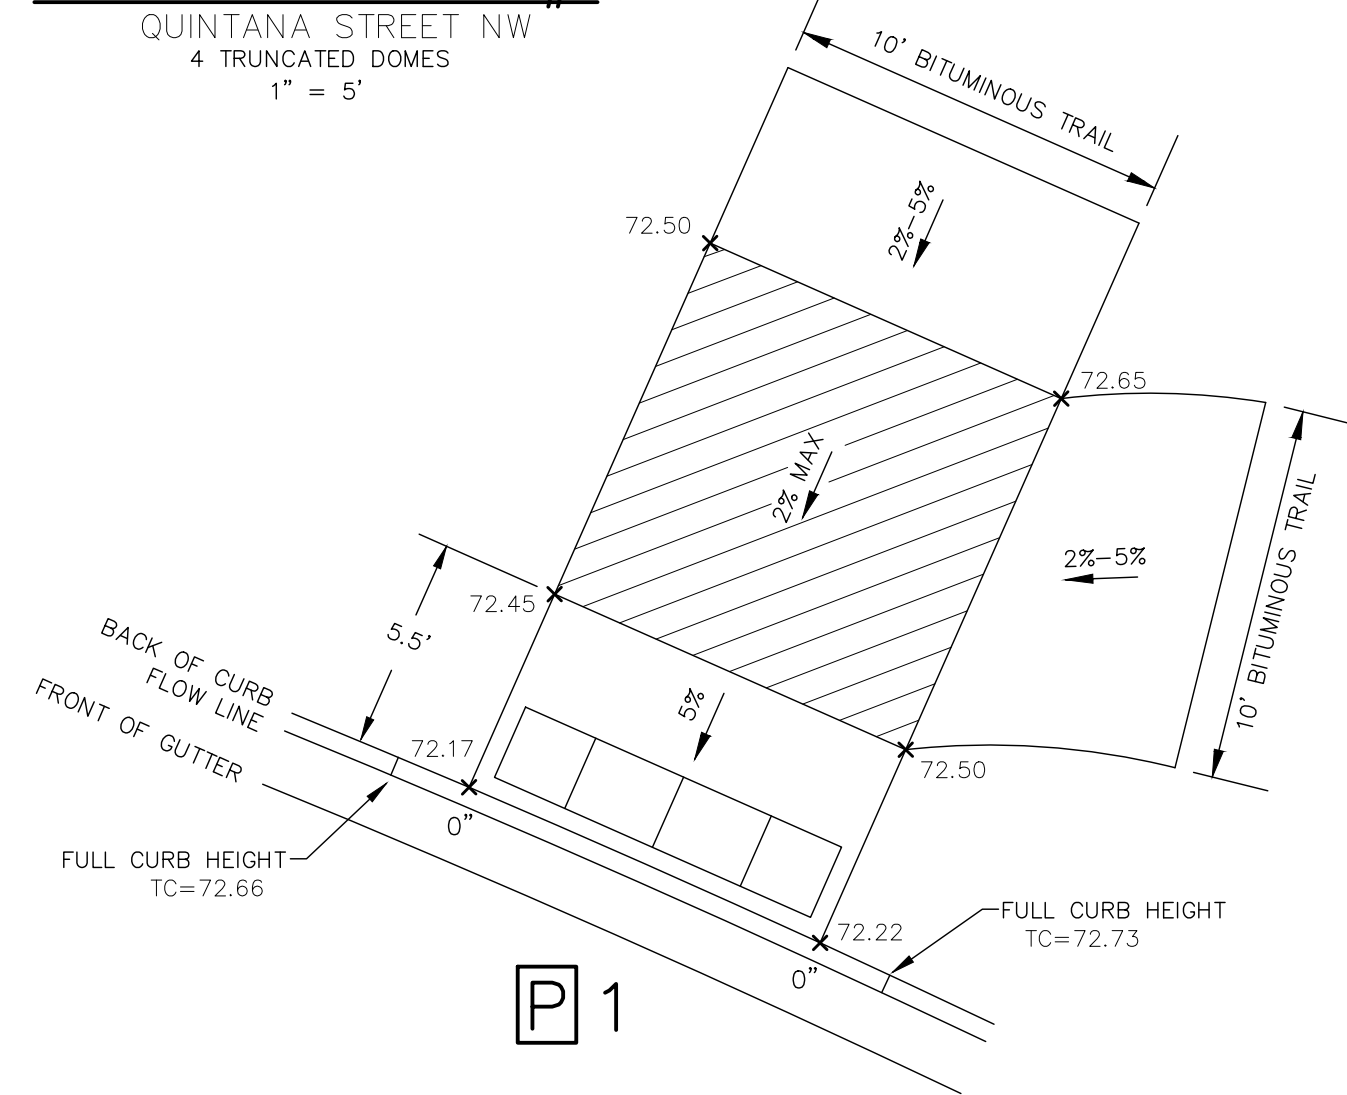 QUINTANA STREET NW
4 TRUNCATED DOMES
1" = 5'
10' BITUMINOUS TRAIL
72.50
2%-5%
72.65
2% MAX
2%-5%
10' BITUMINOUS TRAIL
72.45
5.5'
BACK OF CURB
FLOW LINE
FRONT OF GUTTER
5%
72.17
72.50
0"
FULL CURB HEIGHT
TC=72.66
72.22
FULL CURB HEIGHT
TC=72.73
0"
P 1